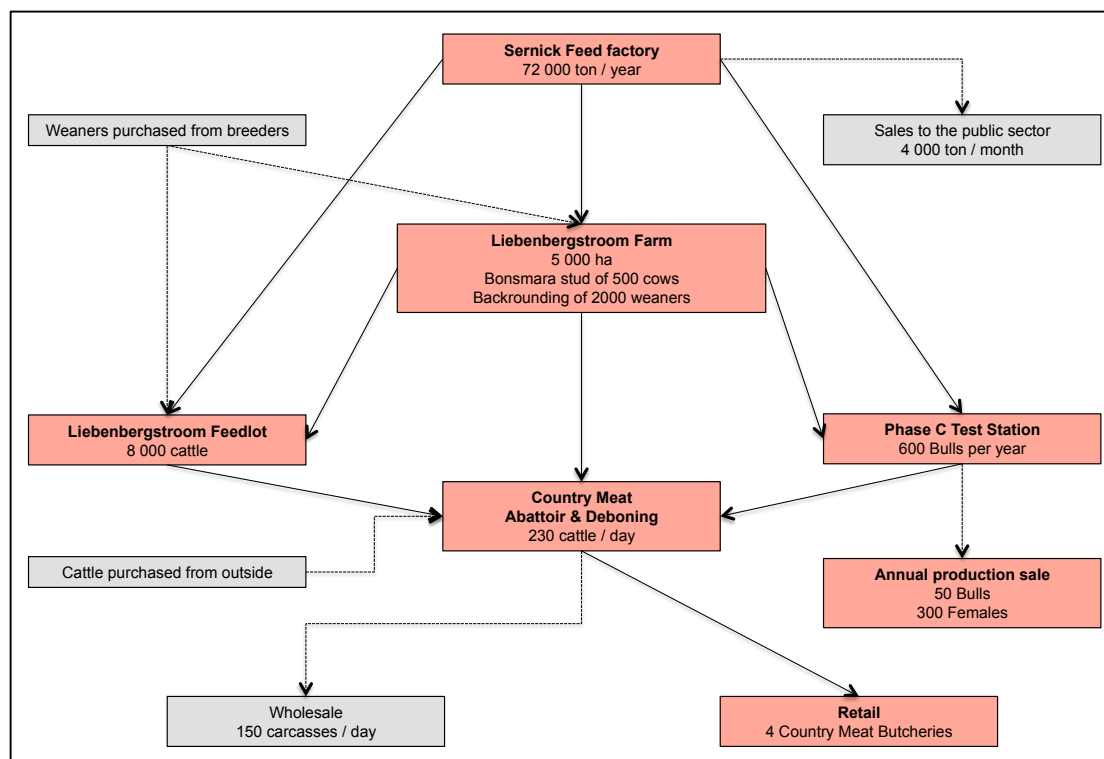 Sernick Feed factory
72 000 ton / year
Weaners purchased from breeders
Sales to the public sector
4 000 ton / month
Liebenbergstroom Farm
5 000 ha
Bonsmara stud of 500 cows
Backrounding of 2000 weaners
Liebenbergstroom Feedlot
8 000 cattle
Phase C Test Station
600 Bulls per year
Country Meat
Abattoir & Deboning
230 cattle / day
Cattle purchased from outside
Annual production sale
50 Bulls
300 Females
Wholesale
150 carcasses / day
Retail
4 Country Meat Butcheries